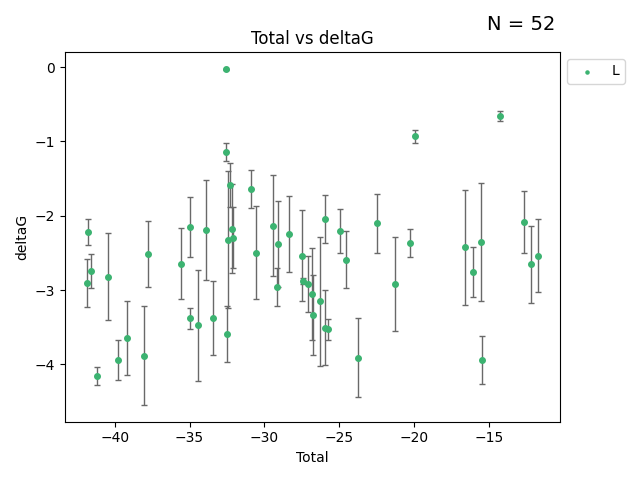 N = 52
Total vs deltaG
L
0
−1
−2
−3
−4
deltaG
−40
−35
−30
−25
−20
−15
Total